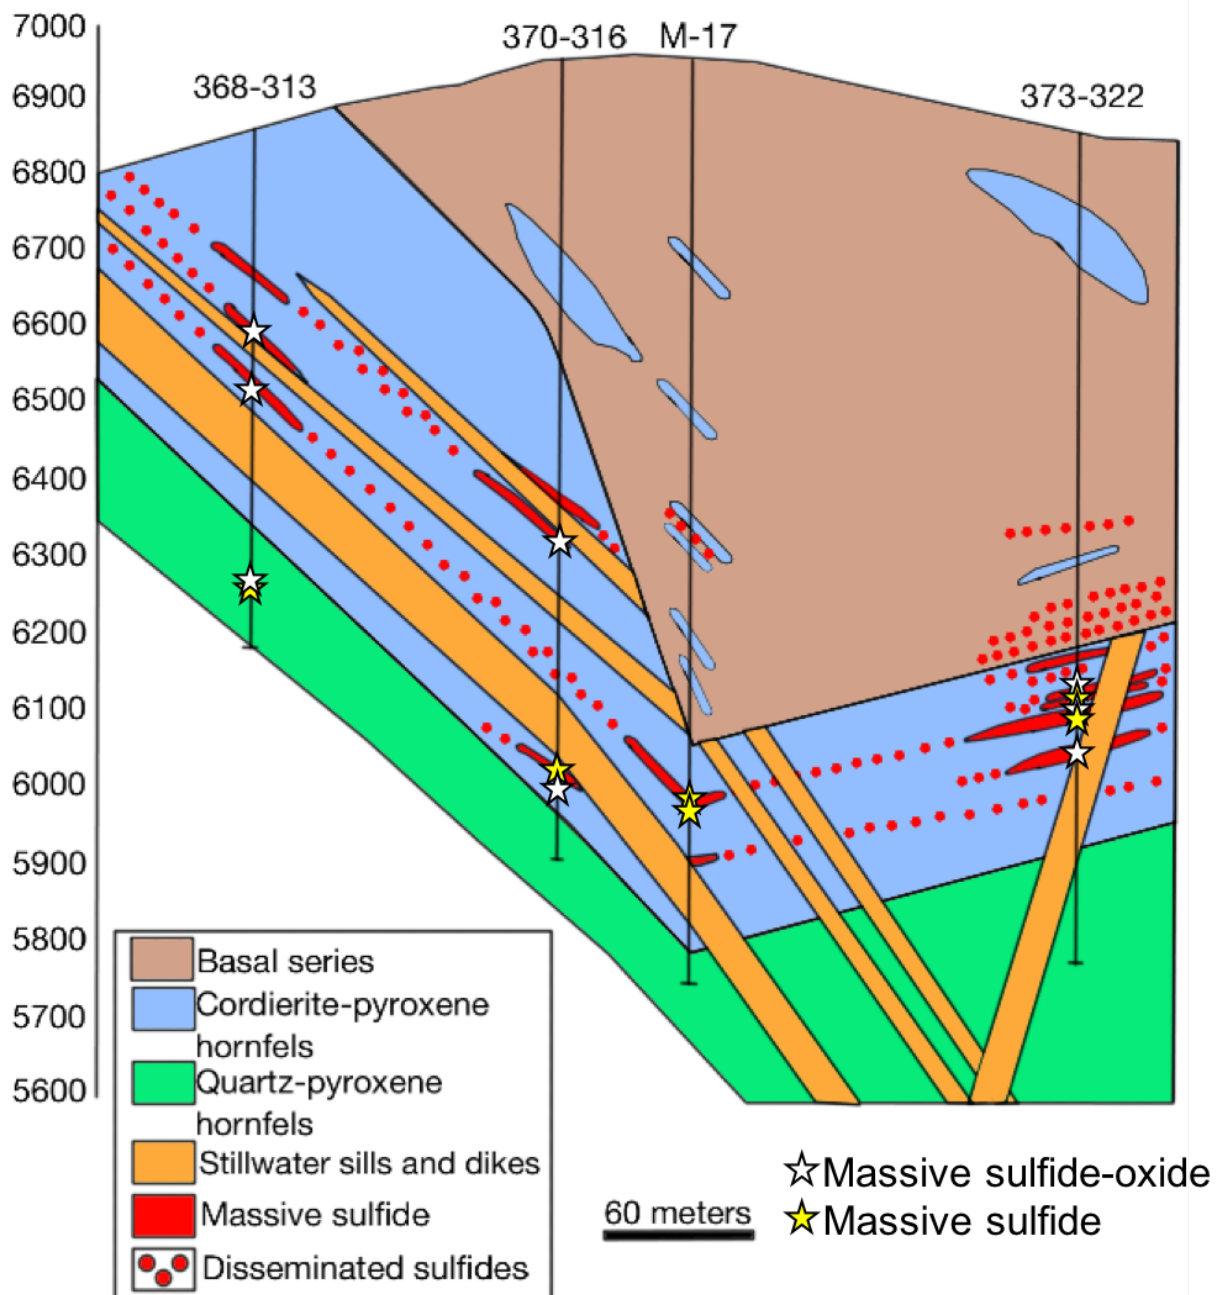 7000
370-316 M-17
368-313
6900
373-322
6800
6700
6600
6500
6400
6300
6200
6100
6000
5900
5800
5700
5600
Basal series
Cordierite-pyroxene
hornfels
Quartz-pyroxene
hornfels
Stillwater sills and dikes
Massive sulfide
Disseminated sulfides
60 meters
Massive sulfide-oxide
Massive sulfide